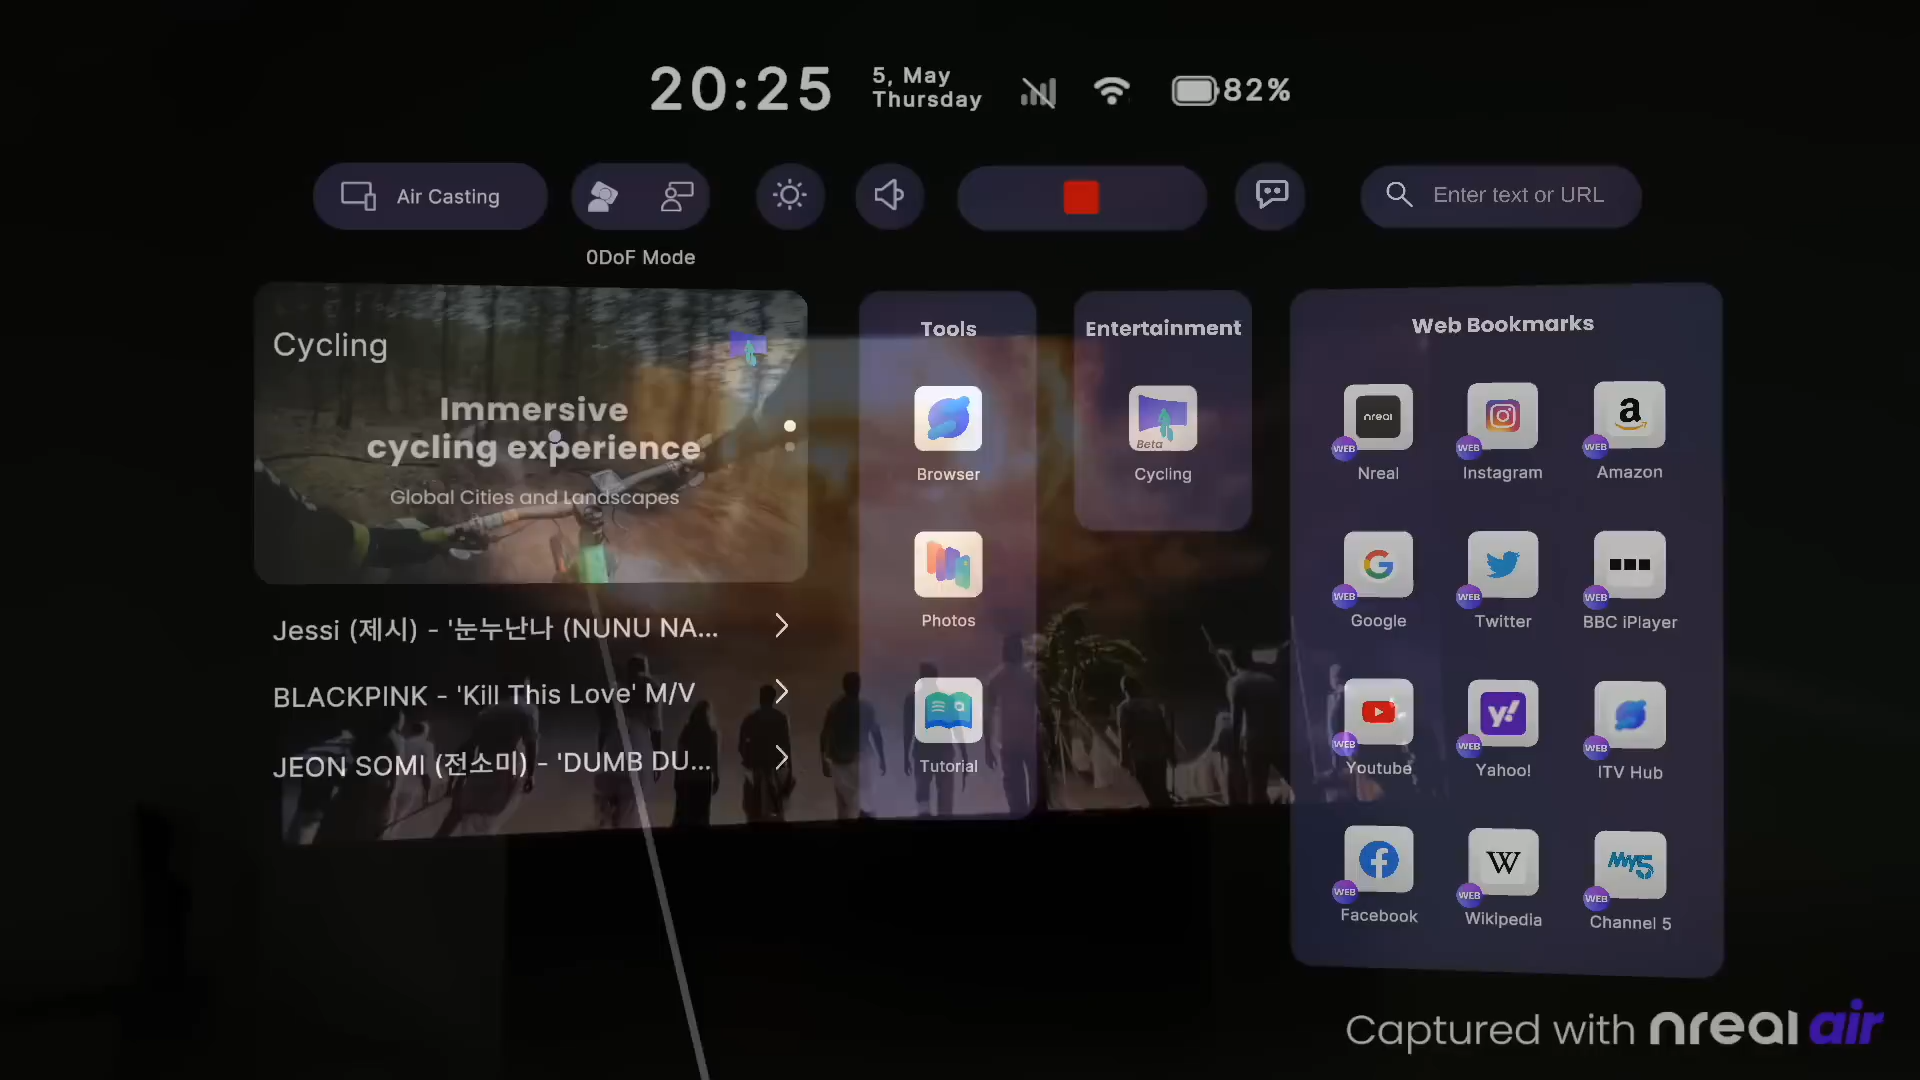 20:25
5, May
Thursday
82%
Air Casting
Enter text or URL
0DoF Mode
Cycling
Immersive
cycling experience
Global Cities and Landscapes
Jessi (제시) - '눈누난나 (NUNU NA...
BLACKPINK - 'Kill This Love' M/V
JEON SOMI (전소미) - 'DUMB DU...
Tools
Browser
Photos
Tutorial
Entertainment
Beta
Cycling
Web Bookmarks
nreal
a
WEB
WEB
WEB
Nreal
Instagram
Amazon
G
WEB
WEB
WEB
Google
Twitter
BBC iPlayer
y!
WEB
WEB
WEB
Youtube
Yahoo!
ITV Hub
f
W
My5
WEB
WEB
WEB
Facebook
Wikipedia
Channel 5
Captured with nreal air